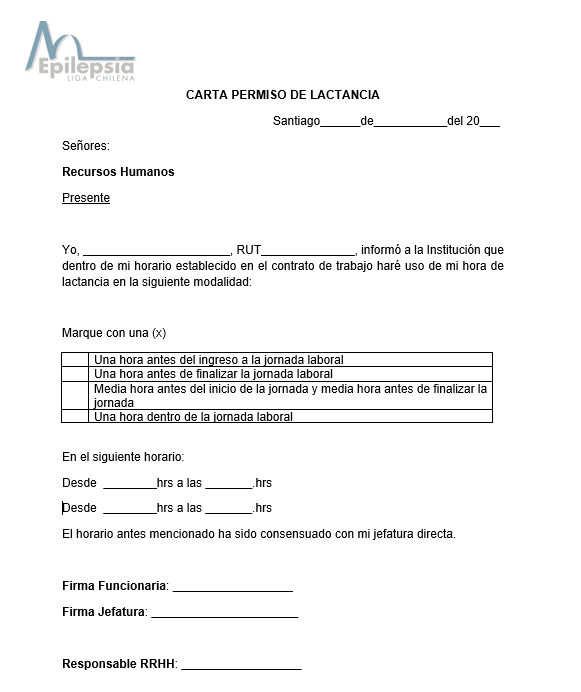 Epilepsia
LIGA CHILENA
CARTA PERMISO DE LACTANCIA
Santiago______de___________del 20___
Señores:
Recursos Humanos
Presente
Yo, ______________________, RUT______________, informó a la Institución que
dentro de mi horario establecido en el contrato de trabajo haré uso de mi hora de
lactancia en la siguiente modalidad:
Marque con una (x)
Una hora antes del ingreso a la jornada laboral
Una hora antes de finalizar la jornada laboral
Media hora antes del inicio de la jornada y media hora antes de finalizar la
jornada
Una hora dentro de la jornada laboral
En el siguiente horario:
Desde ________hrs a las _______.hrs
Desde ________hrs a las _______.hrs
El horario antes mencionado ha sido consensuado con mi jefatura directa.
Firma Funcionaria: __________________
Firma Jefatura: ______________________
Responsable RRHH: __________________